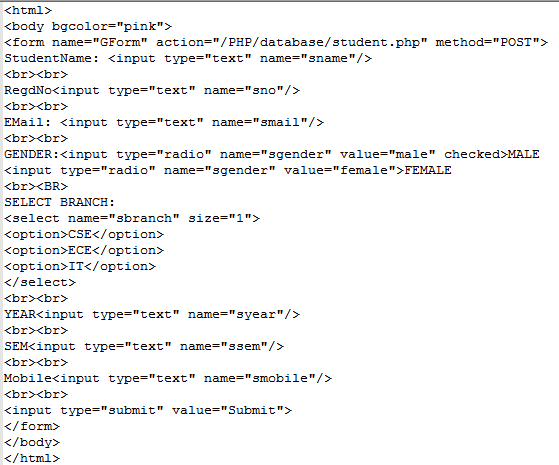 <html>
<body bgcolor="pink">
<form name="GForm" action="/PHP/database/student.php" method="POST">
StudentName: <input type="text" name="sname"/>
<br><br>
RegdNo<input type="text" name="sno"/>
<br><br>
EMail: <input type="text" name="smail"/>
<br><br>
GENDER:<input type="radio" name="sgender" value="male" checked>MALE
<input type="radio" name="sgender" value="female">FEMALE
<br><BR>
SELECT BRANCH:
<select name="sbranch" size="1">
<option>CSE</option>
<option>ECE</option>
<option>IT</option>
</select>
<br><br>
YEAR<input type="text" name="syear"/>
<br><br>
SEM<input type="text" name="ssem"/>
<br><br>
Mobile<input type="text" name="smobile"/>
<br><br>
<input type="submit" value="Submit">
</form>
</body>
</html>